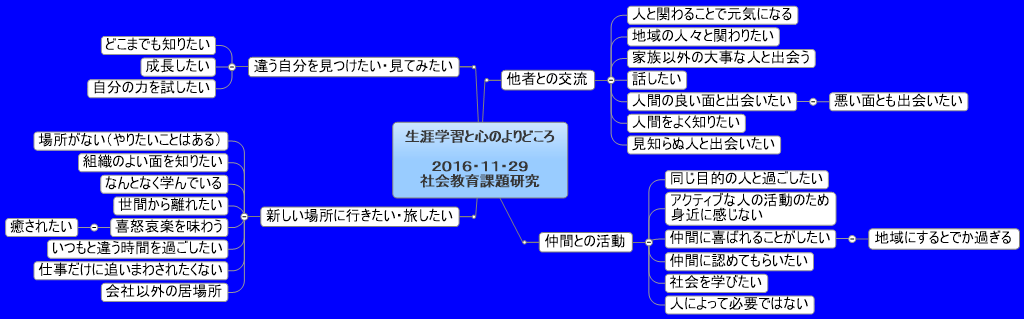 生涯学習と心のよりどころ
2016・11・29
社会教育課題研究
他者との交流
人と関わることで元気になる
地域の人々と関わりたい
家族以外の大事な人と出会う
話したい
人間の良い面と出会いたい
悪い面とも出会いたい
人間をよく知りたい
見知らぬ人と出会いたい
仲間との活動
同じ目的の人と過ごしたい
アクティブな人の活動のため
身近に感じない
仲間に喜ばれることがしたい
地域にするとでか過ぎる
仲間に認めてもらいたい
社会を学びたい
人によって必要ではない
違う自分を見つけたい・見てみたい
どこまでも知りたい
成長したい
自分の力を試したい
新しい場所に行きたい・旅したい
場所がない（やりたいことはある）
組織のよい面を知りたい
なんとなく学んでいる
世間から離れたい
喜怒哀楽を味わう
癒されたい
いつもと違う時間を過ごしたい
仕事だけに追いまわされたくない
会社以外の居場所